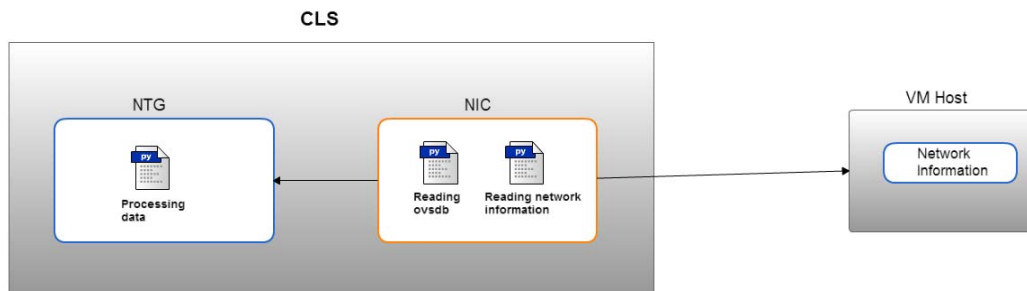 CLS
NTG
NIC
VM Host
py
Processing
data
py
Reading
ovsdb
py
Reading network
information
Network
Information